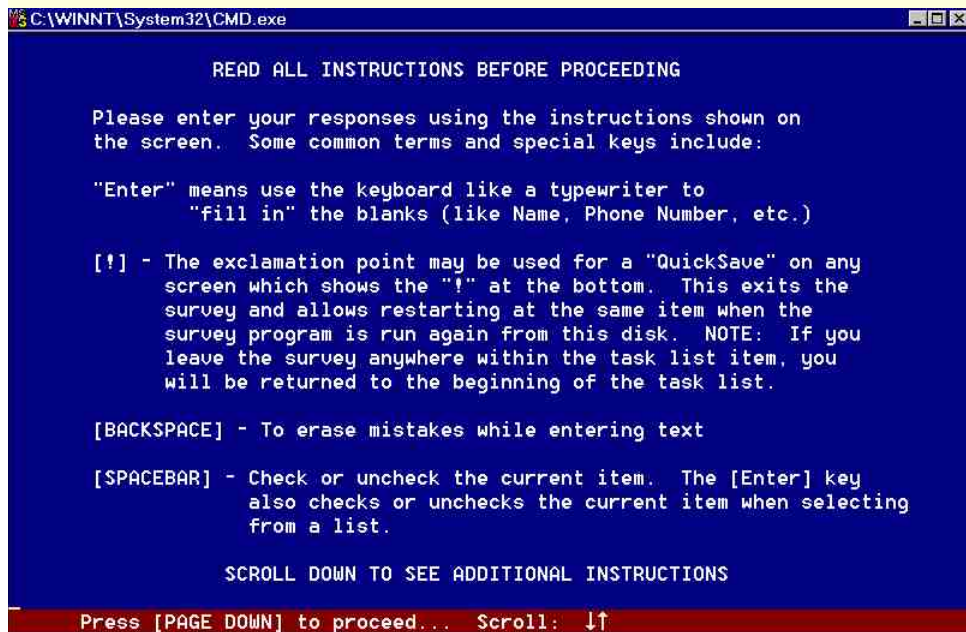 C:\WINNT\System32\CMD.exe
READ ALL INSTRUCTIONS BEFORE PROCEEDING
Please enter your responses using the instructions shown on
the screen.  Some common terms and special keys include:
"Enter" means use the keyboard like a typewriter to
"fill in" the blanks (like Name, Phone Number, etc.)
[!] - The exclamation point may be used for a "QuickSave" on any
screen which shows the "!" at the bottom.  This exits the
survey and allows restarting at the same item when the
survey program is run again from this disk.  NOTE:  If you
leave the survey anywhere within the task list item, you
will be returned to the beginning of the task list.
[BACKSPACE] - To erase mistakes while entering text
[SPACEBAR] - Check or uncheck the current item.  The [Enter] key
also checks or unchecks the current item when selecting
from a list.
SCROLL DOWN TO SEE ADDITIONAL INSTRUCTIONS
Press [PAGE DOWN] to proceed...  Scroll:  ↓↑